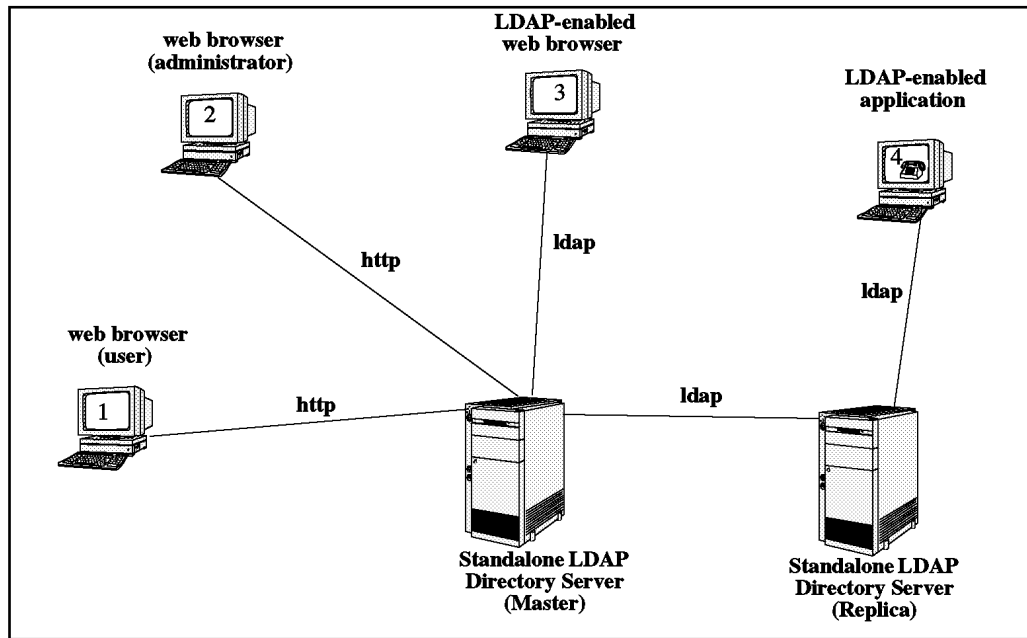 LDAP-enabled
web browser
web browser
(administrator)
LDAP-enabled
application
2
3
4
http
ldap
ldap
web browser
(user)
1
http
ldap
Standalone LDAP
Directory Server
(Master)
Standalone LDAP
Directory Server
(Replica)